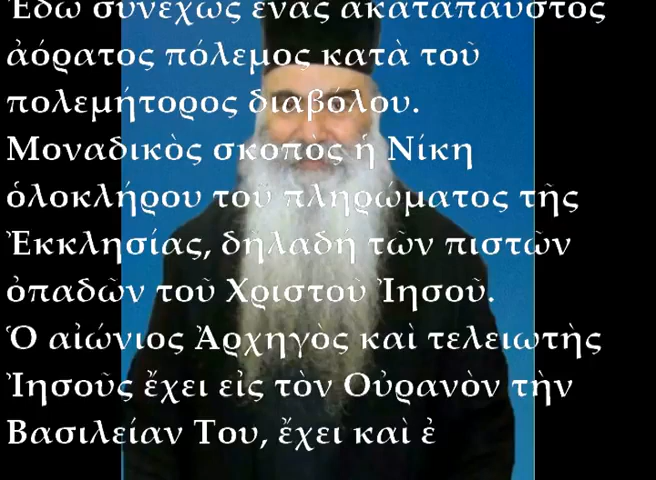 Ἐδῶ συνεχῶς ἕνας ἀκατάπαυστος
ἀόρατος πόλεμος κατὰ τοῦ
πολεμήτορος διαβόλου.
Μοναδικὸς σκοπὸς ἡ Νίκη
ὁλοκλήρου τοῦ πληρώματος τῆς
Ἐκκλησίας, δηλαδή τῶν πιστῶν
ὀπαδῶν τοῦ Χριστοῦ Ἰησοῦ.
Ὁ αἰώνιος Ἀρχηγὸς καὶ τελειωτὴς
Ἰησοῦς ἔχει εἰς τὸν Οὐρανὸν τὴν
Βασιλείαν Του, ἔχει καὶ ἐ